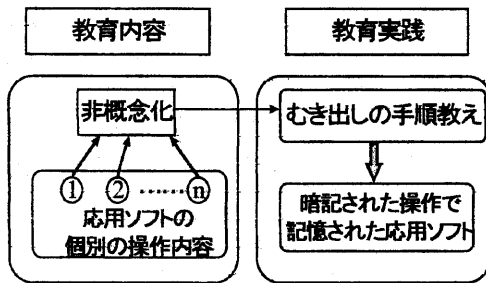 教育内容
教育実践
非概念化
① ② ........ ⓝ
応用ソフトの
個別の操作内容
むき出しの手順教え
暗記された操作で
記憶された応用ソフト